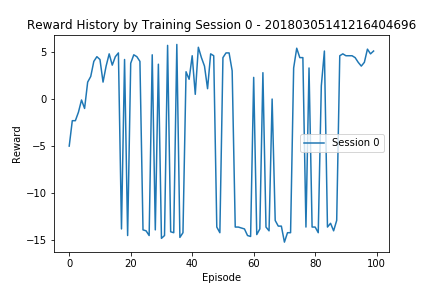 Reward History by Training Session 0 - 20180305141216404696
5
0
−5
−10
−15
Reward
Session 0
0 20 40 60 80 100
Episode